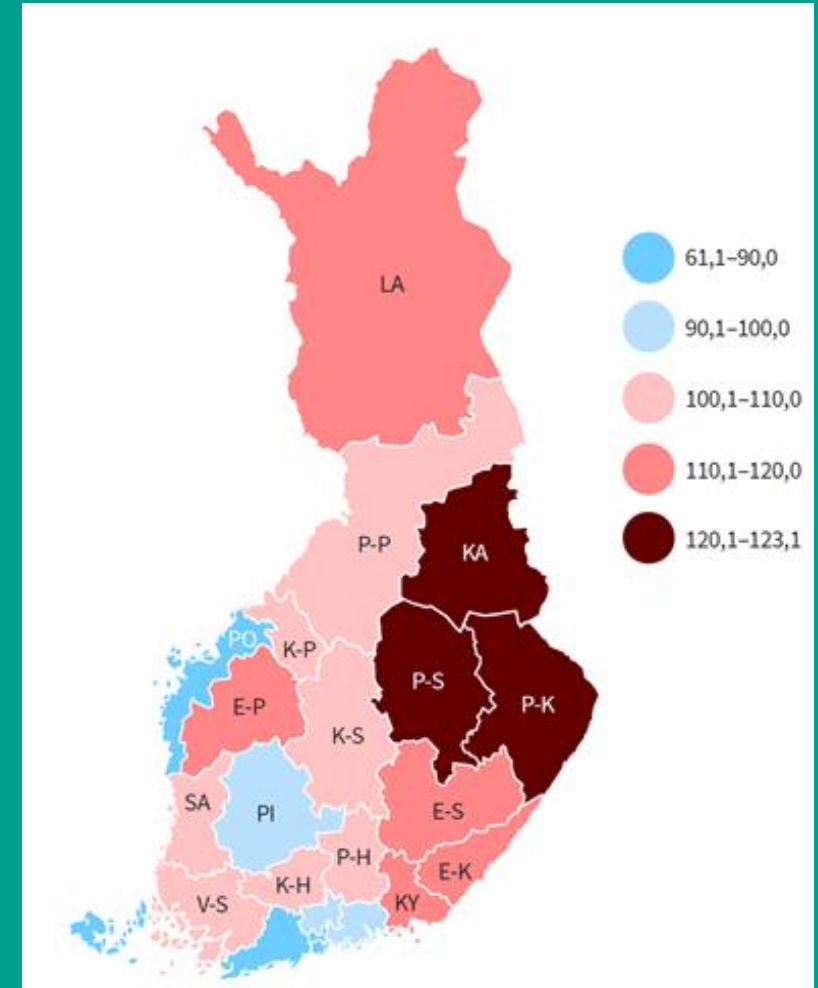 61,1–90,0
90,1–100,0
100,1–110,0
110,1–120,0
120,1–123,1
LA
P-P
KA
PO
K-P
P-S
E-P
P-K
K-S
SA
PI
E-S
P-H
E-K
K-H
V-S
KY